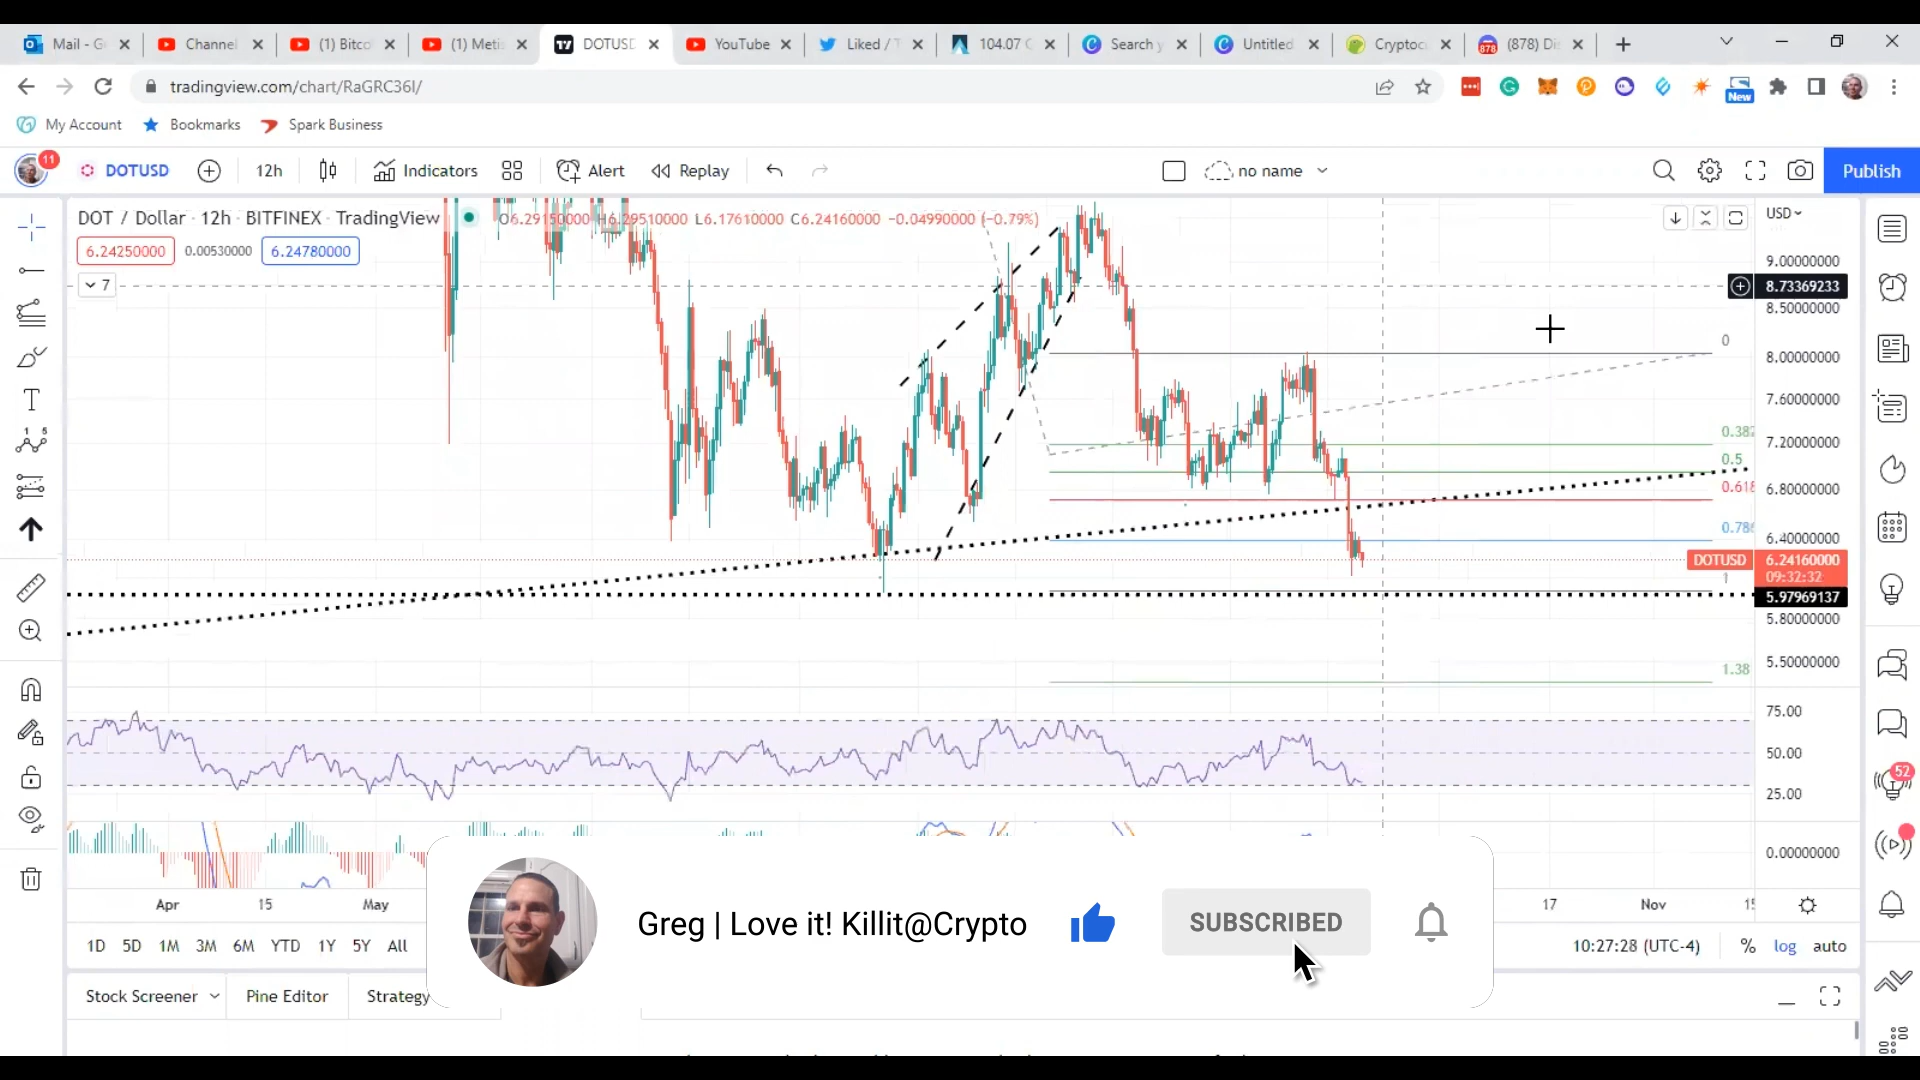 Mail - G
Channel
(1) Bitco
(1) Metis
DOTUSD
YouTube
Liked / T
104.07 C
Search y
Untitled
Cryptoc
(878) Di
tradingview.com/chart/RaGRC36I/
New
My Account
Bookmarks
Spark Business
11
DOTUSD
12h
Indicators
Alert
Replay
no name
Publish
DOT / Dollar · 12h · BITFINEX · TradingView
O6.29150000 H6.29510000 L6.17610000 C6.24160000 −0.04990000 (−0.79%)
USD
6.24250000
0.00530000
6.24780000
7
9.00000000
8.73369233
8.50000000
0
8.00000000
7.60000000
0.382
7.20000000
0.5
0.618
6.80000000
0.786
6.40000000
DOTUSD
6.24160000
09:32:32
1
5.97969137
5.80000000
5.50000000
1.38
75.00
50.00
25.00
52
0.00000000
Apr
15
May
17
Nov
1D
5D
1M
3M
6M
YTD
1Y
5Y
All
10:27:28 (UTC-4)
%
log
auto
Greg | Love it! Killit@Crypto
SUBSCRIBED
Stock Screener
Pine Editor
Strategy